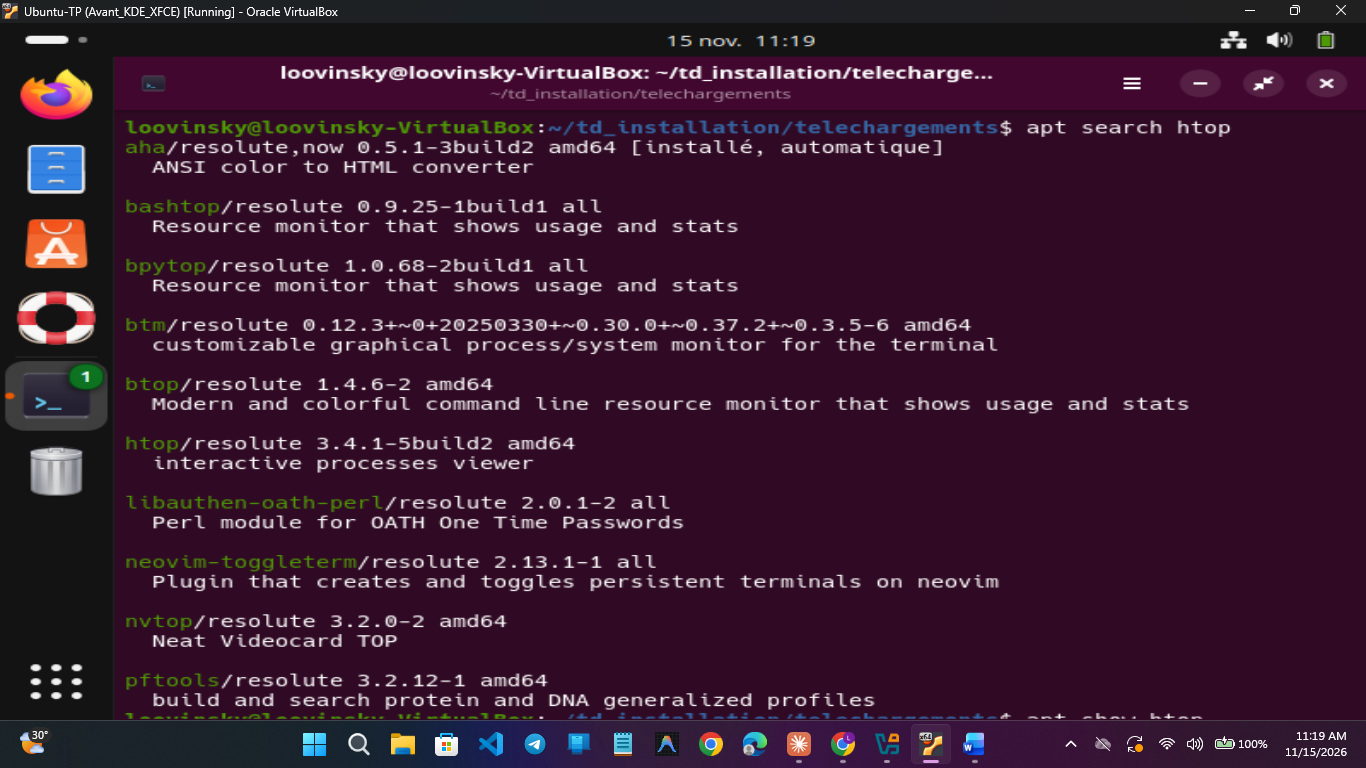 Ubuntu-TP (Avant_KDE_XFCE) [Running] - Oracle VirtualBox
15 nov. 11:19
loovinsky@loovinsky-VirtualBox: ~/td_installation/telecharge...
~/td_installation/telechargements
loovinsky@loovinsky-VirtualBox:~/td_installation/telechargements$ apt search htop
aha/resolute,now 0.5.1-3build2 amd64 [installé, automatique]
ANSI color to HTML converter
bashtop/resolute 0.9.25-1build1 all
Resource monitor that shows usage and stats
bpytop/resolute 1.0.68-2build1 all
Resource monitor that shows usage and stats
btm/resolute 0.12.3+~0+20250330+~0.30.0+~0.37.2+~0.3.5-6 amd64
customizable graphical process/system monitor for the terminal
btop/resolute 1.4.6-2 amd64
Modern and colorful command line resource monitor that shows usage and stats
htop/resolute 3.4.1-5build2 amd64
interactive processes viewer
libauthen-oath-perl/resolute 2.0.1-2 all
Perl module for OATH One Time Passwords
neovim-toggleterm/resolute 2.13.1-1 all
Plugin that creates and toggles persistent terminals on neovim
nvtop/resolute 3.2.0-2 amd64
Neat Videocard TOP
pftools/resolute 3.2.12-1 amd64
build and search protein and DNA generalized profiles
loovinsky@loovinsky-VirtualBox:~/td_installation/telechargements$ apt show htop
1
>_
30°
100%
11:19 AM
11/15/2026